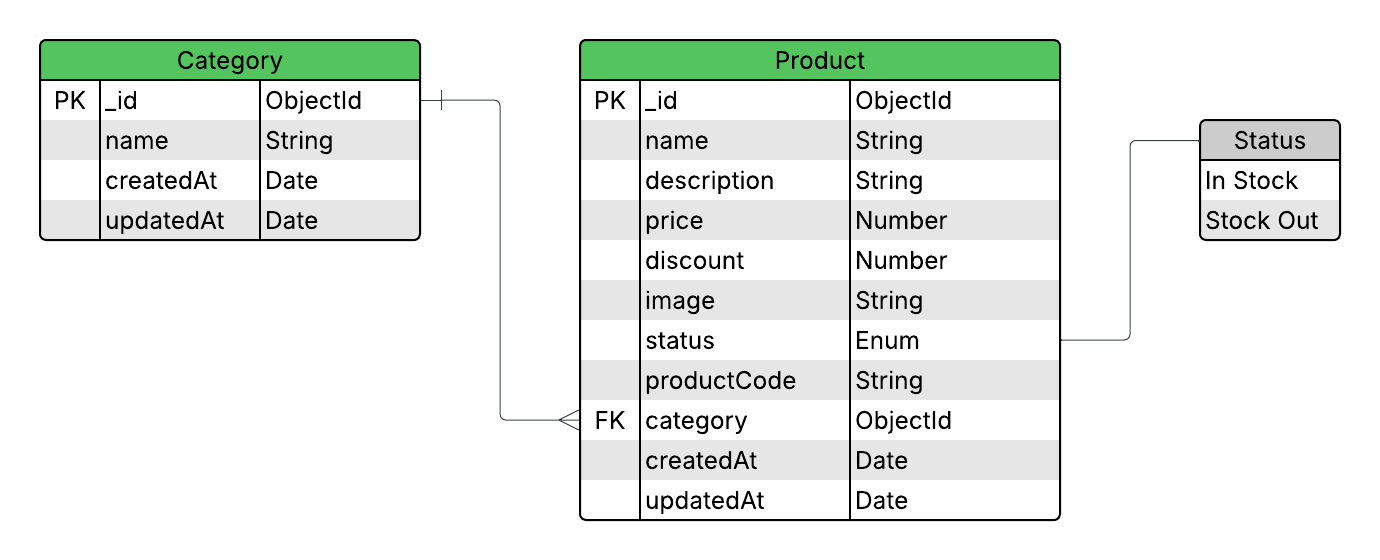 Category
PK _id ObjectId
name String
createdAt Date
updatedAt Date
Product
PK _id ObjectId
name String
description String
price Number
discount Number
image String
status Enum
productCode String
FK category ObjectId
createdAt Date
updatedAt Date
Status
In Stock
Stock Out